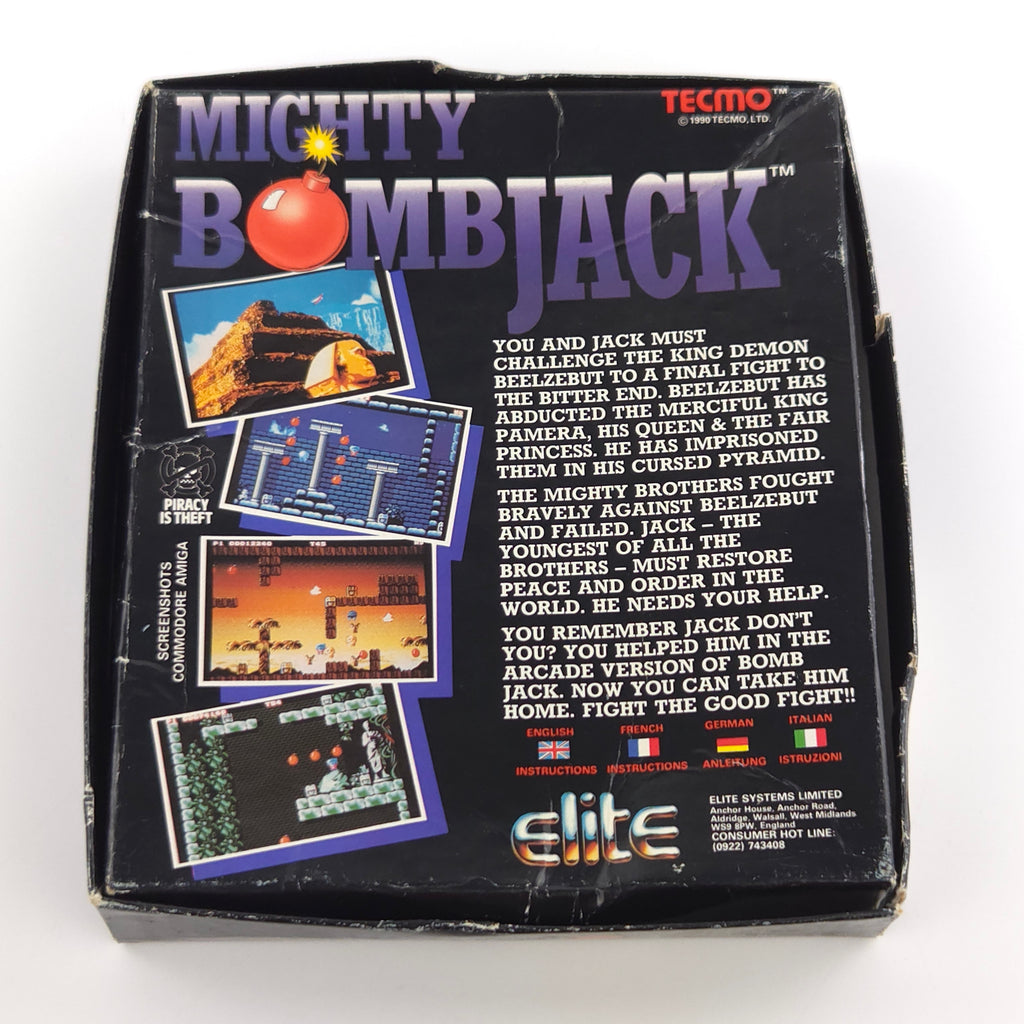 MIGHTY
BOMBJACK™
TECMO™
© 1990 TECMO, LTD.
YOU AND JACK MUST
CHALLENGE THE KING DEMON
BEELZEBUT TO A FINAL FIGHT TO
THE BITTER END. BEELZEBUT HAS
ABDUCTED THE MERCIFUL KING
PAMERA, HIS QUEEN & THE FAIR
PRINCESS. HE HAS IMPRISONED
THEM IN HIS CURSED PYRAMID.
THE MIGHTY BROTHERS FOUGHT
BRAVELY AGAINST BEELZEBUT
AND FAILED. JACK – THE
YOUNGEST OF ALL THE
BROTHERS – MUST RESTORE
PEACE AND ORDER IN THE
WORLD. HE NEEDS YOUR HELP.
YOU REMEMBER JACK DON'T
YOU? YOU HELPED HIM IN THE
ARCADE VERSION OF BOMB
JACK. NOW YOU CAN TAKE HIM
HOME. FIGHT THE GOOD FIGHT!!
PIRACY
IS THEFT
SCREENSHOTS
COMMODORE AMIGA
P1 00012260 T45
T84
ENGLISH
INSTRUCTIONS
FRENCH
INSTRUCTIONS
GERMAN
ANLEITUNG
ITALIAN
ISTRUZIONI
elite
ELITE SYSTEMS LIMITED
Anchor House, Anchor Road,
Aldridge, Walsall, West Midlands
WS9 8PW, England
CONSUMER HOT LINE:
(0922) 743408